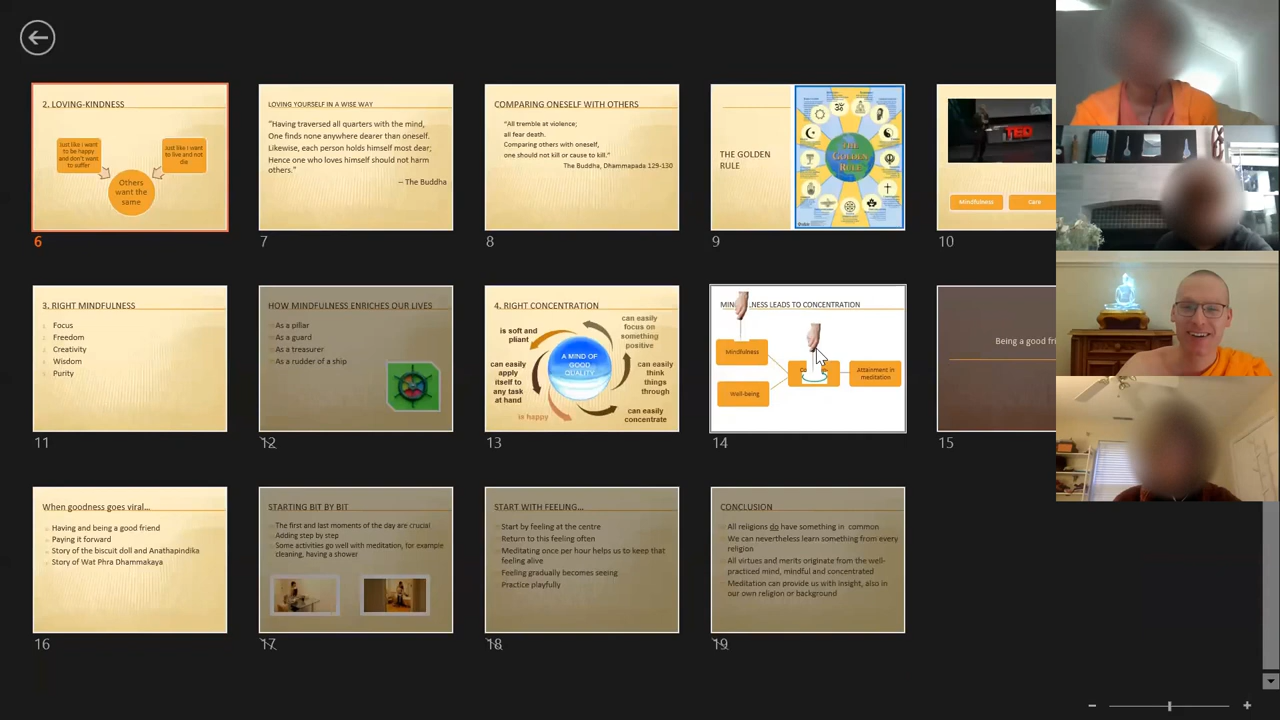 2. LOVING-KINDNESS
Just like i want
to be happy
and don't want
to suffer
Just like i want
to live and not
die
Others
want the
same
6
LOVING YOURSELF IN A WISE WAY
"Having traversed all quarters with the mind,
One finds none anywhere dearer than oneself.
Likewise, each person holds himself most dear;
Hence one who loves himself should not harm
others."
-- The Buddha
7
COMPARING ONESELF WITH OTHERS
"All tremble at violence;
all fear death.
Comparing others with oneself,
one should not kill or cause to kill."
The Buddha, Dhammapada 129-130
8
THE GOLDEN
RULE
THE
GOLDEN
RULE
9
TED
Mindfulness
Care
10
3. RIGHT MINDFULNESS
Focus
Freedom
Creativity
Wisdom
Purity
11
HOW MINDFULNESS ENRICHES OUR LIVES
As a pillar
As a guard
As a treasurer
As a rudder of a ship
12
4. RIGHT CONCENTRATION
is soft and
pliant
can easily
focus on
something
positive
can easily
apply
itself to
any task
at hand
A MIND OF
GOOD
QUALITY
can easily
think
things
through
is happy
can easily
concentrate
13
LEADS TO CONCENTRATION
Mindfulness
Well-being
Attainment in
meditation
14
Being a good fri
15
When goodness goes viral...
Having and being a good friend
Paying it forward
Story of the biscuit doll and Anathapindika
Story of Wat Phra Dhammakaya
16
STARTING BIT BY BIT
The first and last moments of the day are crucial
Adding step by step
Some activities go well with meditation, for example
cleaning, having a shower
17
START WITH FEELING...
Start by feeling at the centre
Return to this feeling often
Meditating once per hour helps us to keep that
feeling alive
Feeling gradually becomes seeing
Practice playfully
18
CONCLUSION
All religions do have something in common
We can nevertheless learn something from every
religion
All virtues and merits originate from the well-
practiced mind, mindful and concentrated
Meditation can provide us with insight, also in
our own religion or background
19